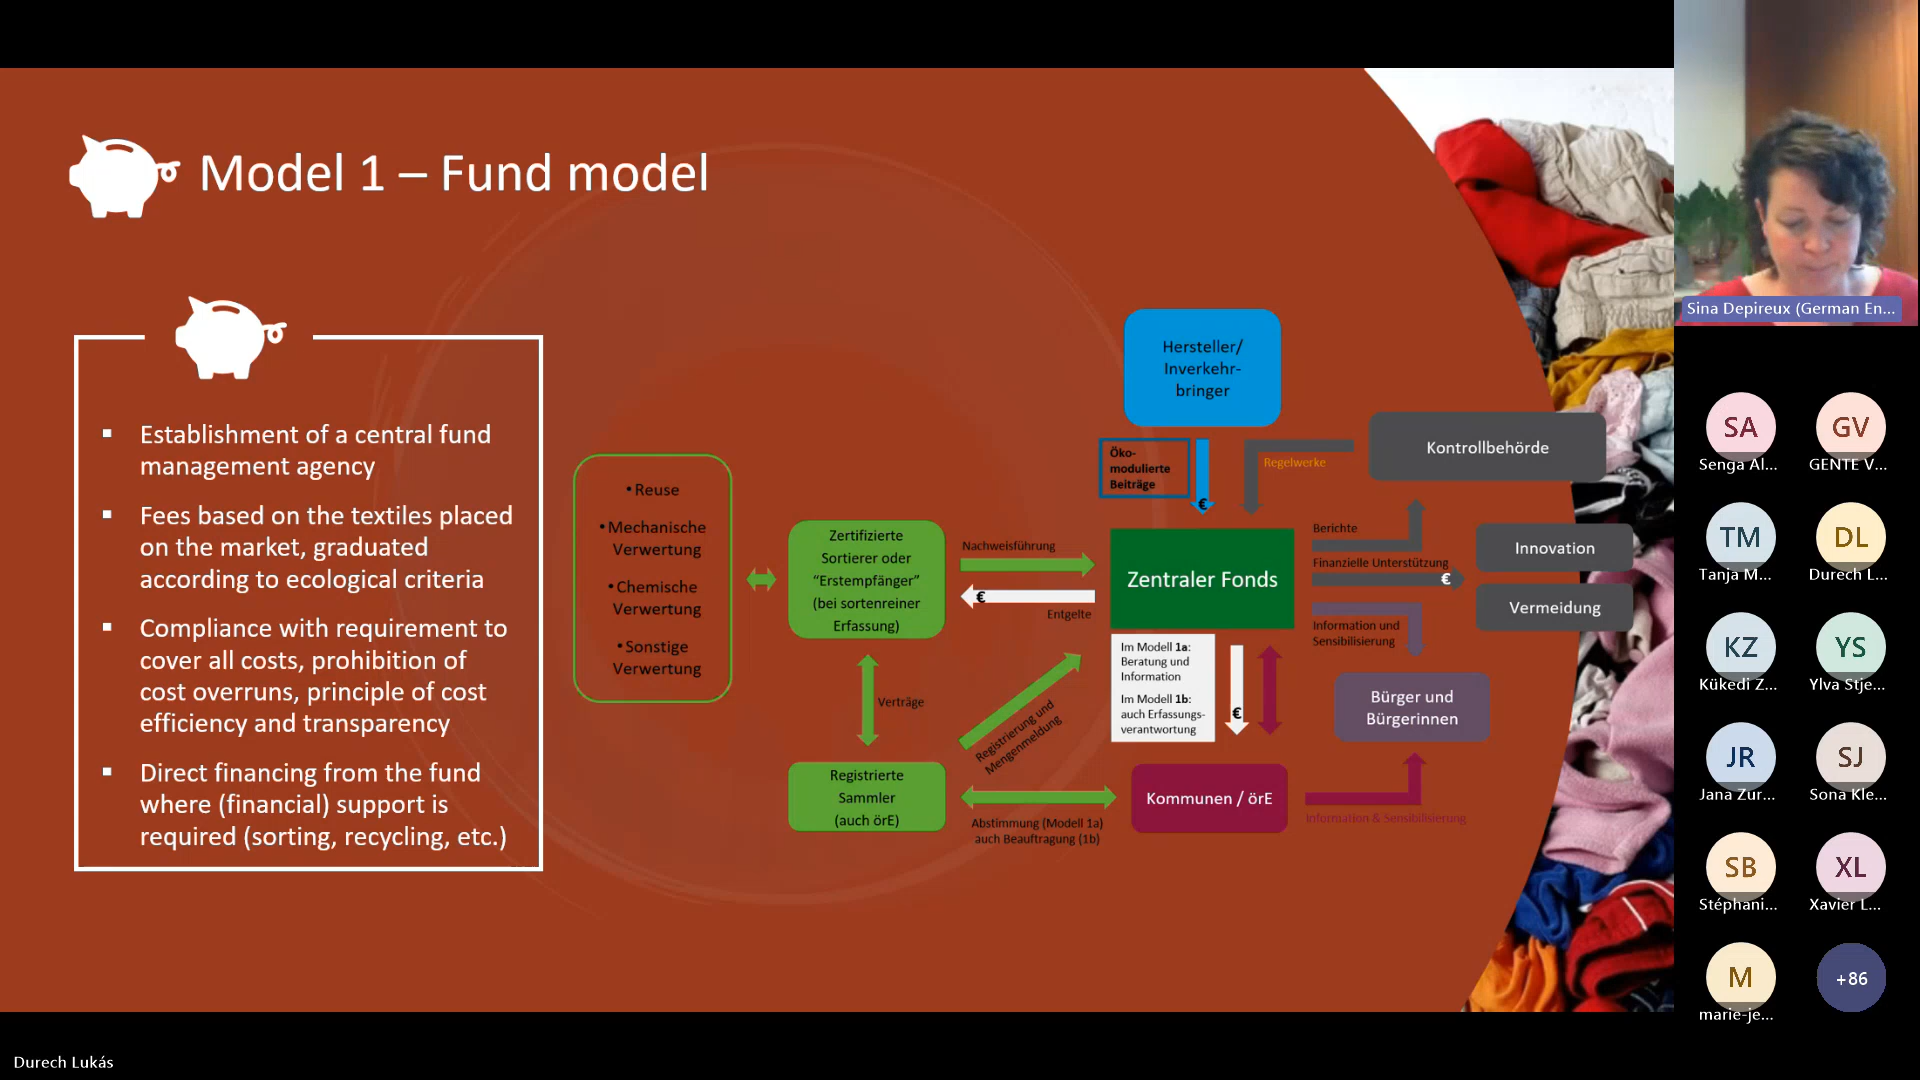 Model 1 – Fund model
Establishment of a central fund
management agency
Fees based on the textiles placed
on the market, graduated
according to ecological criteria
Compliance with requirement to
cover all costs, prohibition of
cost overruns, principle of cost
efficiency and transparency
Direct financing from the fund
where (financial) support is
required (sorting, recycling, etc.)
•Reuse
•Mechanische
Verwertung
•Chemische
Verwertung
•Sonstige
Verwertung
Zertifizierte
Sortierer oder
“Erstempfänger”
(bei sortenreiner
Erfassung)
Verträge
Registrierte
Sammler
(auch örE)
Nachweisführung
€
Entgelte
Registrierung und
Mengenmeldung
Abstimmung (Modell 1a)
auch Beauftragung (1b)
Hersteller/
Inverkehr-
bringer
Öko-
modulierte
Beiträge
€
Regelwerke
Kontrollbehörde
Zentraler Fonds
Berichte
Finanzielle Unterstützung
€
Innovation
Vermeidung
Information und
Sensibilisierung
Im Modell 1a:
Beratung und
Information
Im Modell 1b:
auch Erfassungs-
verantwortung
€
Bürger und
Bürgerinnen
Kommunen / örE
Information & Sensibilisierung
Sina Depireux (German En...
SA
Senga Al...
GV
GENTE V...
TM
Tanja M...
DL
Durech L...
KZ
Kükedi Z...
YS
Ylva Stje...
JR
Jana Zur...
SJ
Sona Kle...
SB
Stéphani...
XL
Xavier L...
M
marie-je...
+86
Durech Lukás